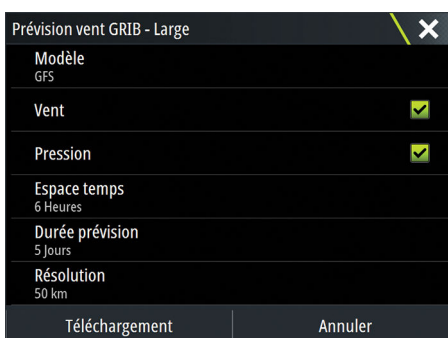 Prévision vent GRIB - Large
Modèle
GFS
Vent
Pression
Espace temps
6 Heures
Durée prévision
5 Jours
Résolution
50 km
Téléchargement Annuler